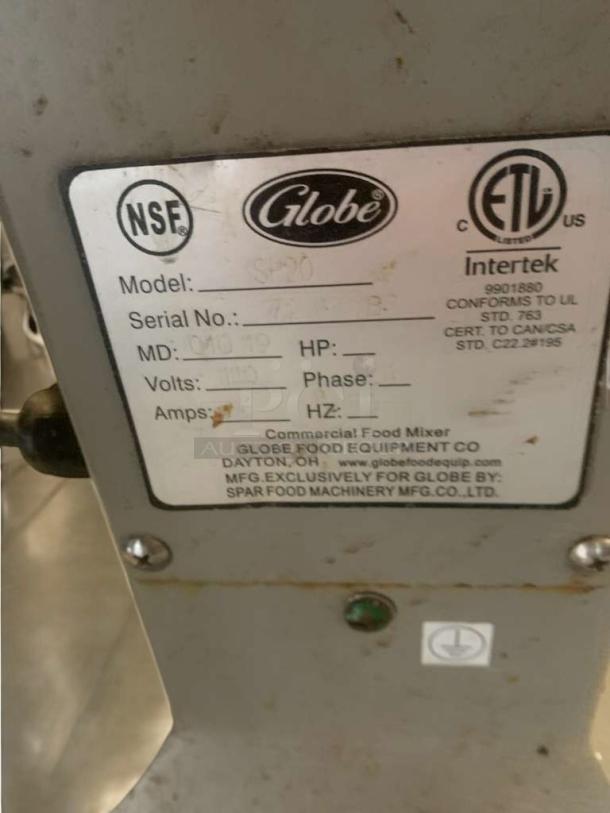 NSF®
Globe®
C ETL US
LISTED
Intertek
9901880
CONFORMS TO UL
STD. 763
CERT. TO CAN/CSA
STD. C22.2#195
Model:
Serial No.:
MD: HP:
Volts: Phase:
Amps: HZ:
Commercial Food Mixer
GLOBE FOOD EQUIPMENT CO
DAYTON, OH www.globefoodequip.com
MFG.EXCLUSIVELY FOR GLOBE BY:
SPAR FOOD MACHINERY MFG.CO.,LTD.
pci